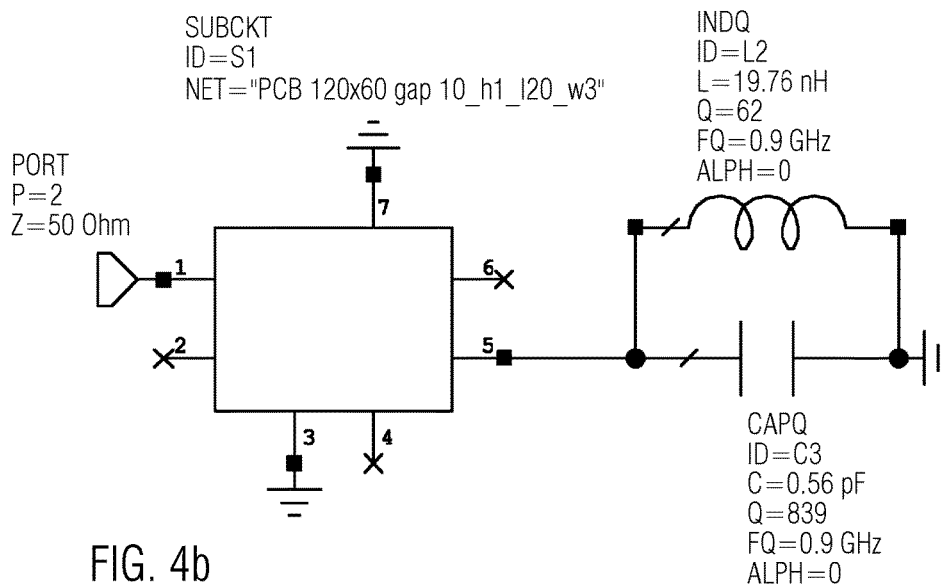 SUBCKT
ID=S1
NET="PCB 120x60 gap 10_h1_l20_w3"
INDQ
ID=L2
L=19.76 nH
Q=62
FQ=0.9 GHz
ALPH=0
PORT
P=2
Z=50 Ohm
7
1
6
2
5
3
4
CAPQ
ID=C3
C=0.56 pF
Q=839
FQ=0.9 GHz
ALPH=0
FIG. 4b